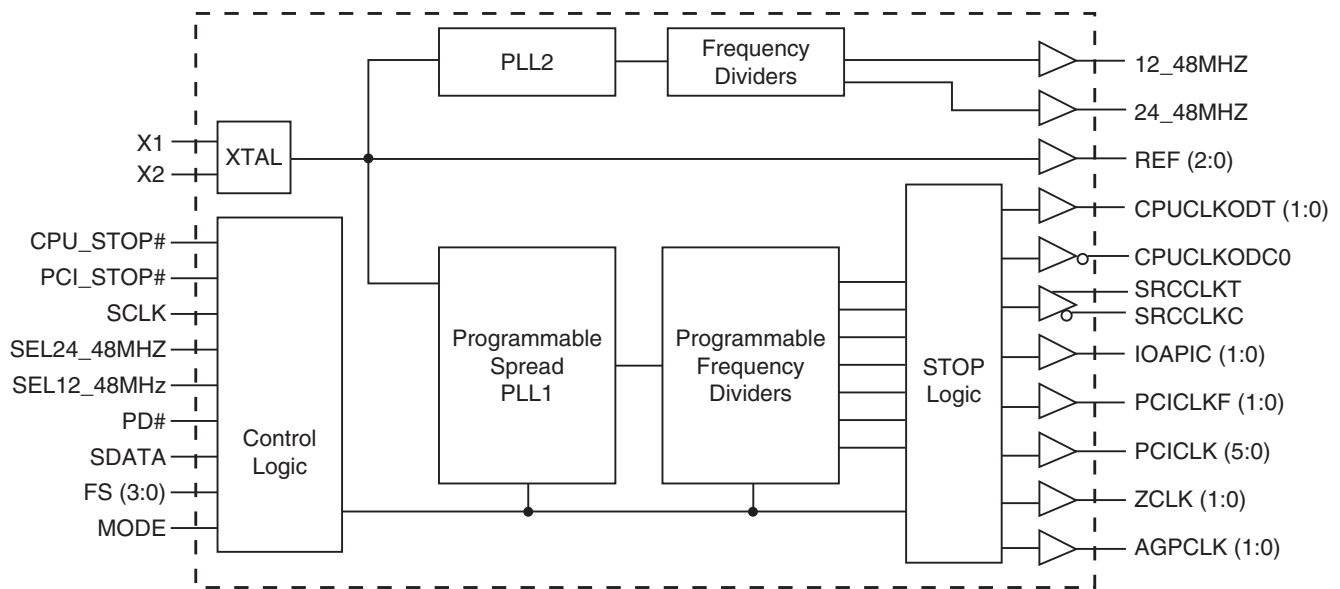 PLL2
Frequency
Dividers
12_48MHZ
24_48MHZ
X1
X2
XTAL
REF (2:0)
CPUCLKODT (1:0)
CPU_STOP#
PCI_STOP#
SCLK
SEL24_48MHZ
SEL12_48MHz
PD#
SDATA
FS (3:0)
MODE
Control
Logic
Programmable
Spread
PLL1
Programmable
Frequency
Dividers
STOP
Logic
CPUCLKODC0
SRCCLKT
SRCCLKC
IOAPIC (1:0)
PCICLKF (1:0)
PCICLK (5:0)
ZCLK (1:0)
AGPCLK (1:0)